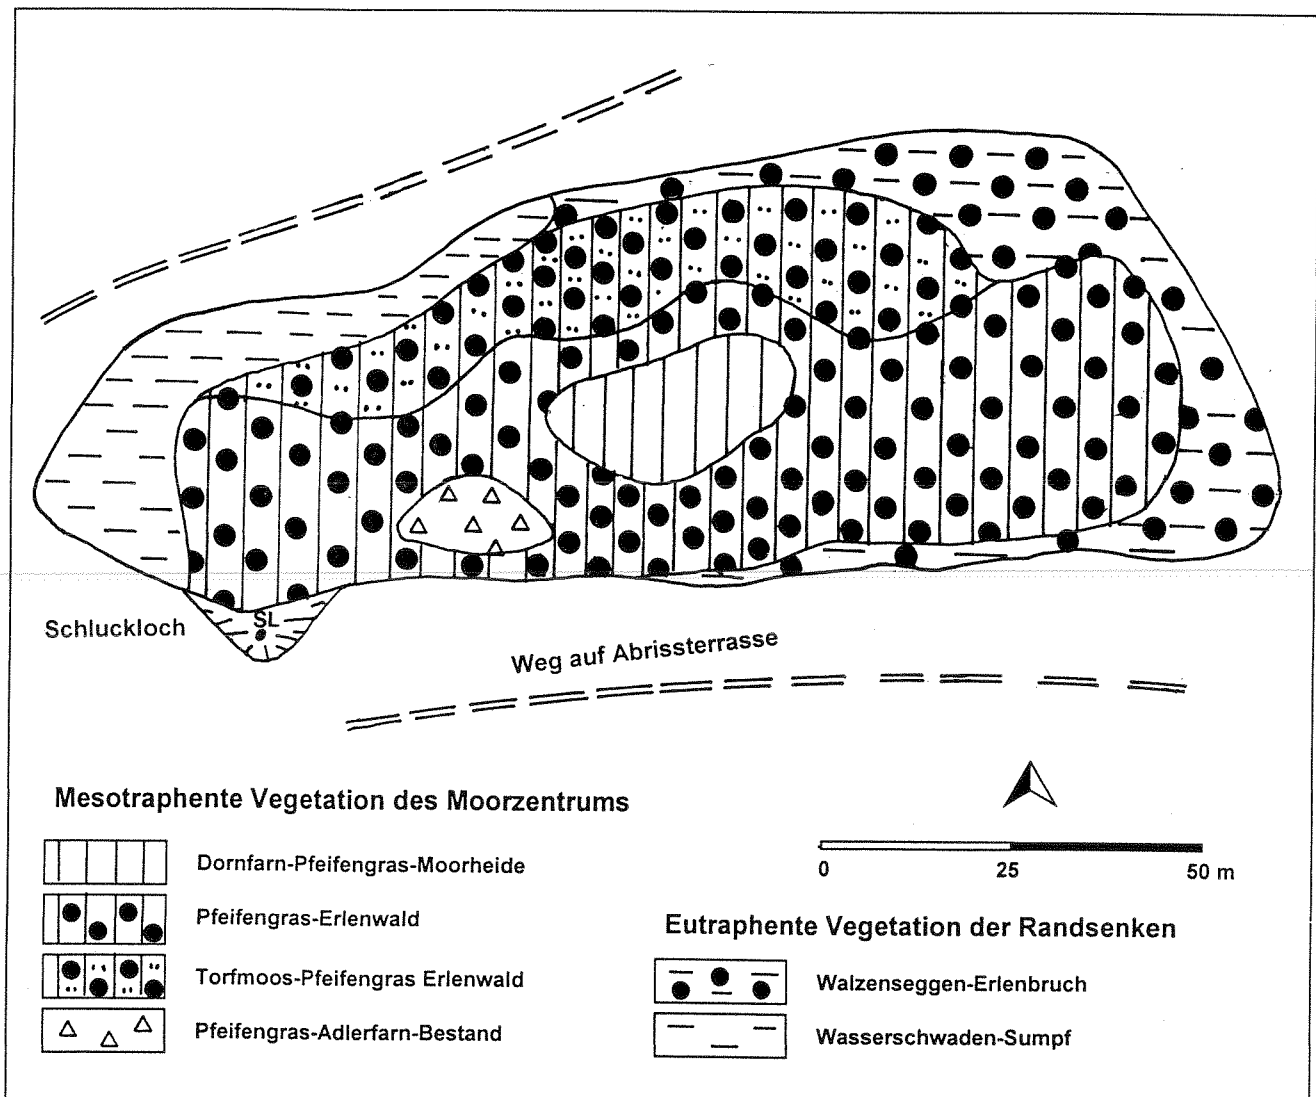 Schluckloch
SL
Weg auf Abrissterrasse
Mesotraphente Vegetation des Moorzentrums
Dornfarn-Pfeifengras-Moorheide
Pfeifengras-Erlenwald
Torfmoos-Pfeifengras Erlenwald
Pfeifengras-Adlerfarn-Bestand
0 25 50 m
Eutraphente Vegetation der Randsenken
Walzenseggen-Erlenbruch
Wasserschwaden-Sumpf